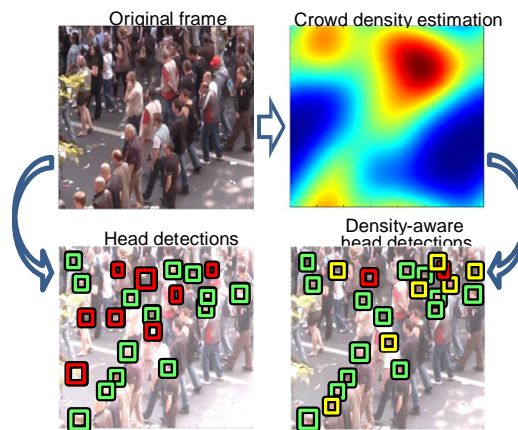 Original frame
Crowd density estimation
Head detections
Density-aware
head detections